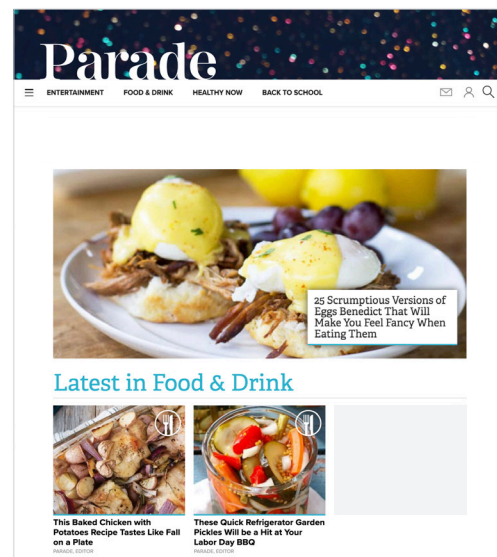 Parade
ENTERTAINMENT FOOD & DRINK HEALTHY NOW BACK TO SCHOOL
25 Scrumptious Versions of
Eggs Benedict That Will
Make You Feel Fancy When
Eating Them
Latest in Food & Drink
This Baked Chicken with
Potatoes Recipe Tastes Like Fall
on a Plate
PARADE, EDITOR
These Quick Refrigerator Garden
Pickles Will be a Hit at Your
Labor Day BBQ
PARADE, EDITOR